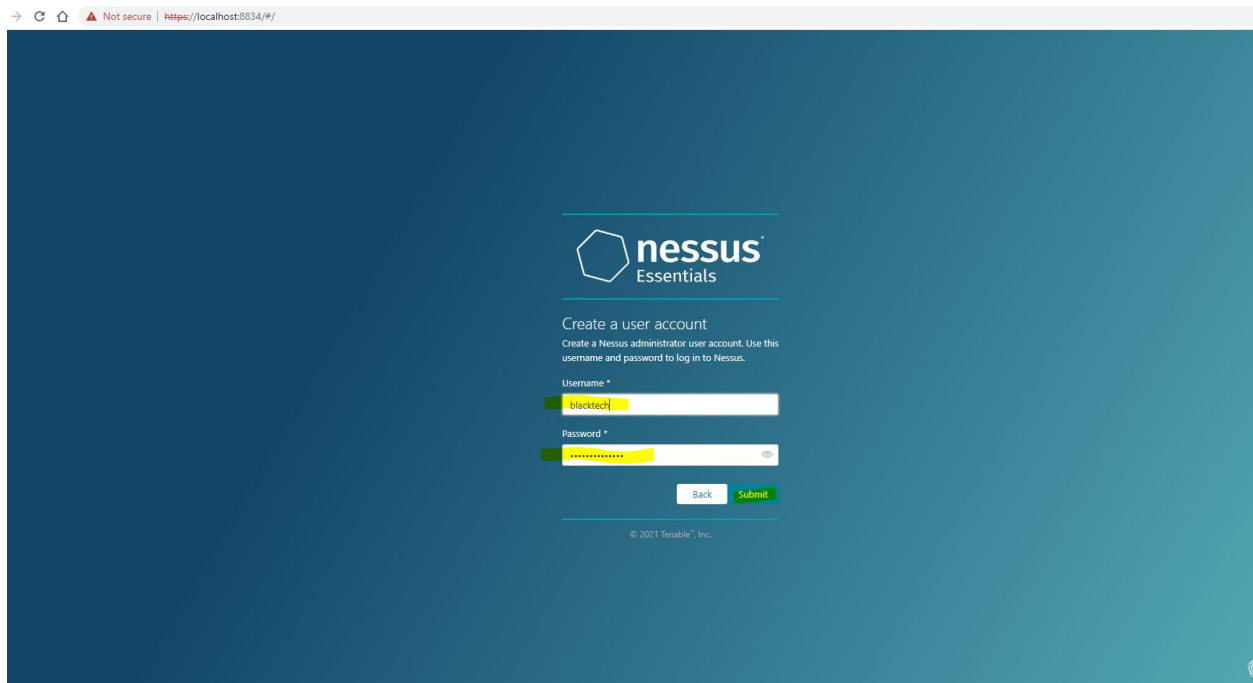 Not secure | https://localhost:8834/#/
nessus
Essentials
Create a user account
Create a Nessus administrator user account. Use this
username and password to log in to Nessus.
Username *
blacktech
Password *
••••••••••••••
Back Submit
© 2021 Tenable™, Inc.